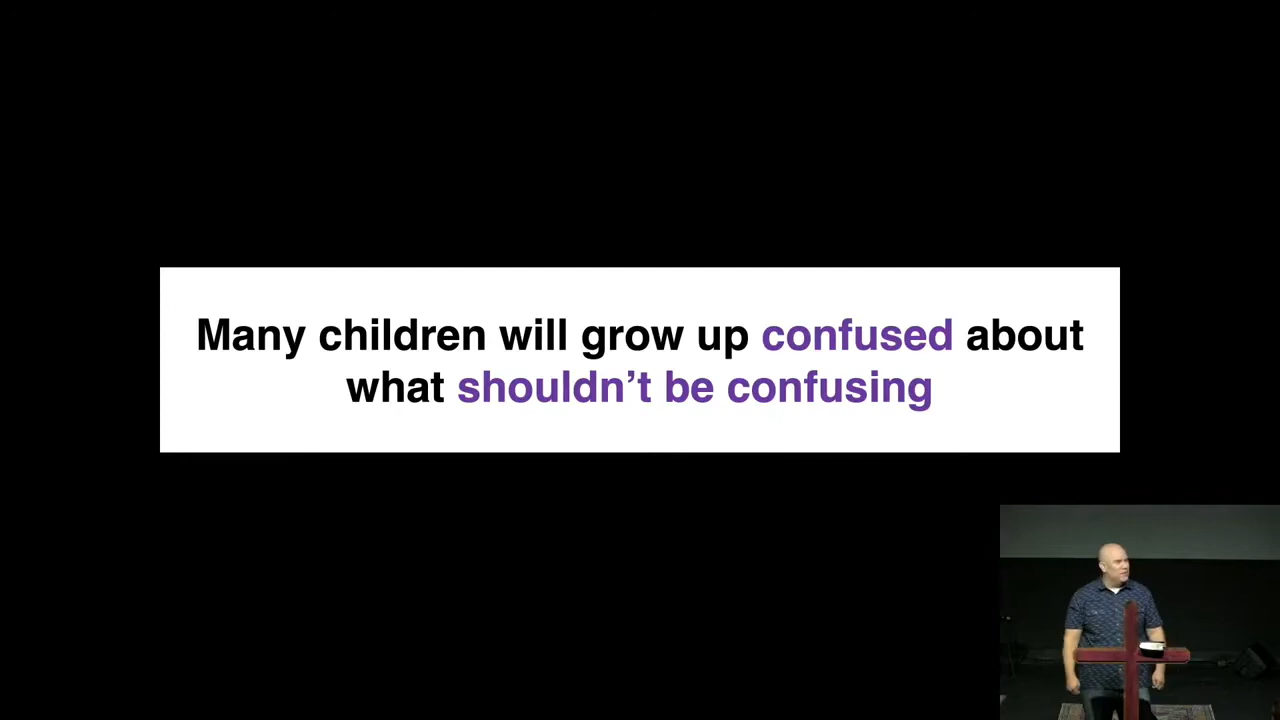 Many children will grow up confused about
what shouldn’t be confusing